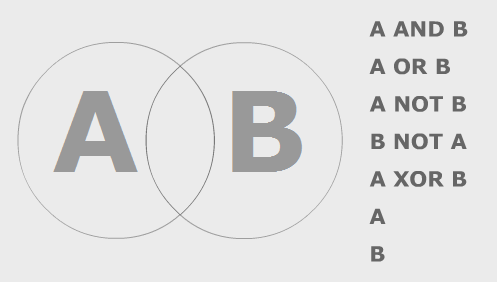 A B
A AND B
A OR B
A NOT B
B NOT A
A XOR B
A
B